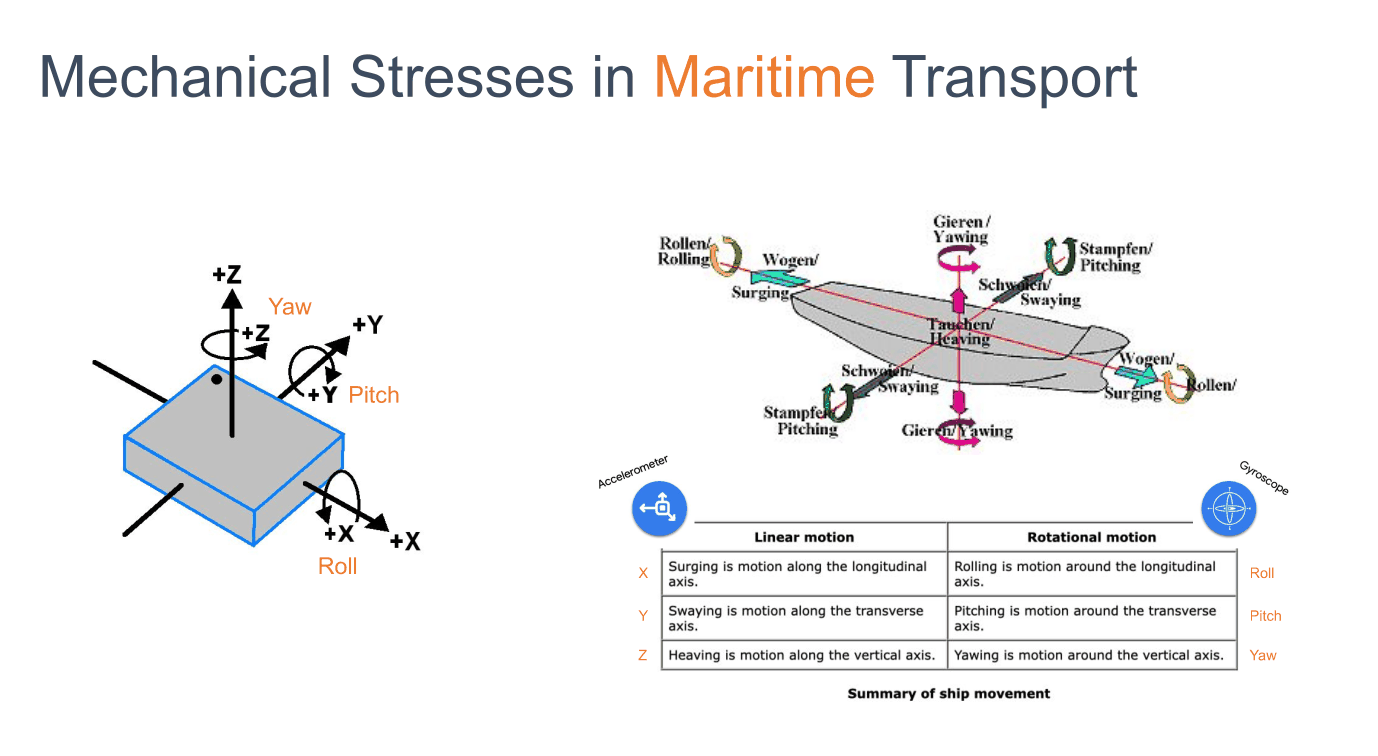 Mechanical Stresses in Maritime Transport
+Z
Yaw
+Z
+Y
+Y
Pitch
+X
+X
Roll
Gieren /
Yawing
Rollen/
Rolling
Wogen/
Surging
Stampfen/
Pitching
Schwoien/
Swaying
Tauchen/
Heaving
Schwoien/
Swaying
Stampfen/
Pitching
Gieren/Yawing
Wogen/
Surging
Rollen/
Accelerometer
Gyroscope
Linear motion
Rotational motion
X
Surging is motion along the longitudinal
axis.
Rolling is motion around the longitudinal
axis.
Roll
Y
Swaying is motion along the transverse
axis.
Pitching is motion around the transverse
axis.
Pitch
Z
Heaving is motion along the vertical axis.
Yawing is motion around the vertical axis.
Yaw
Summary of ship movement